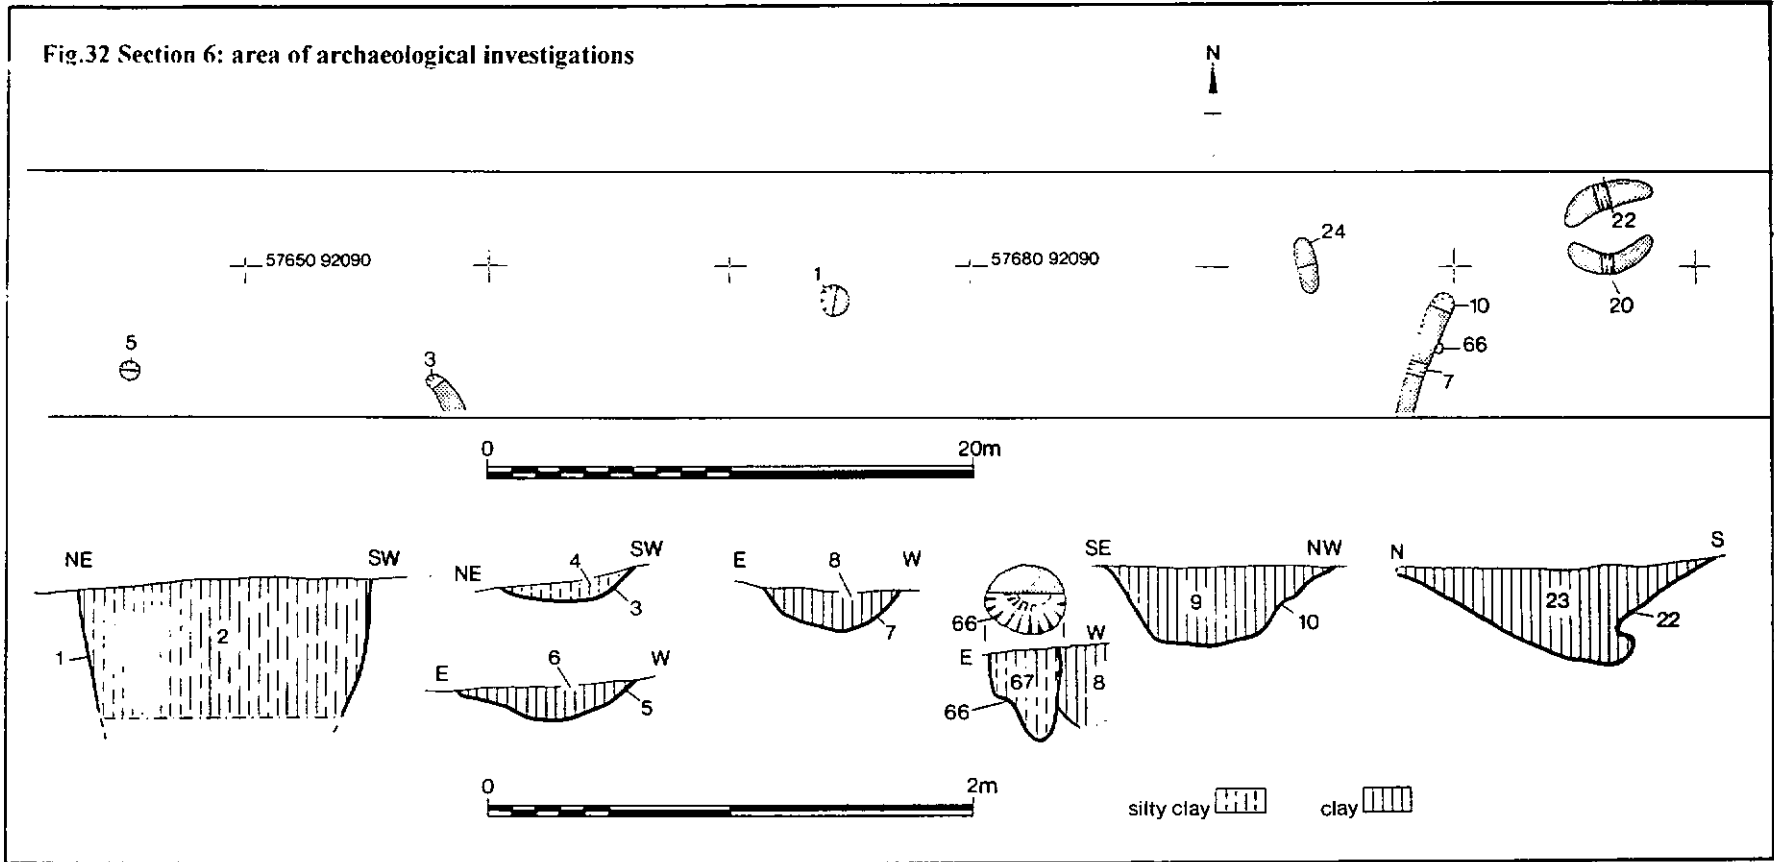 Fig.32 Section 6: area of archaeological investigations
N
22
24
57650 92090
57680 92090
1
20
10
5
66
3
7
0 20m
NE SW
4 SW
NE
3
E 8 W
7
SE NW
9
10
N S
23
22
2
1
66
W
E
67 8
66
6 W
E
5
0 2m
silty clay clay